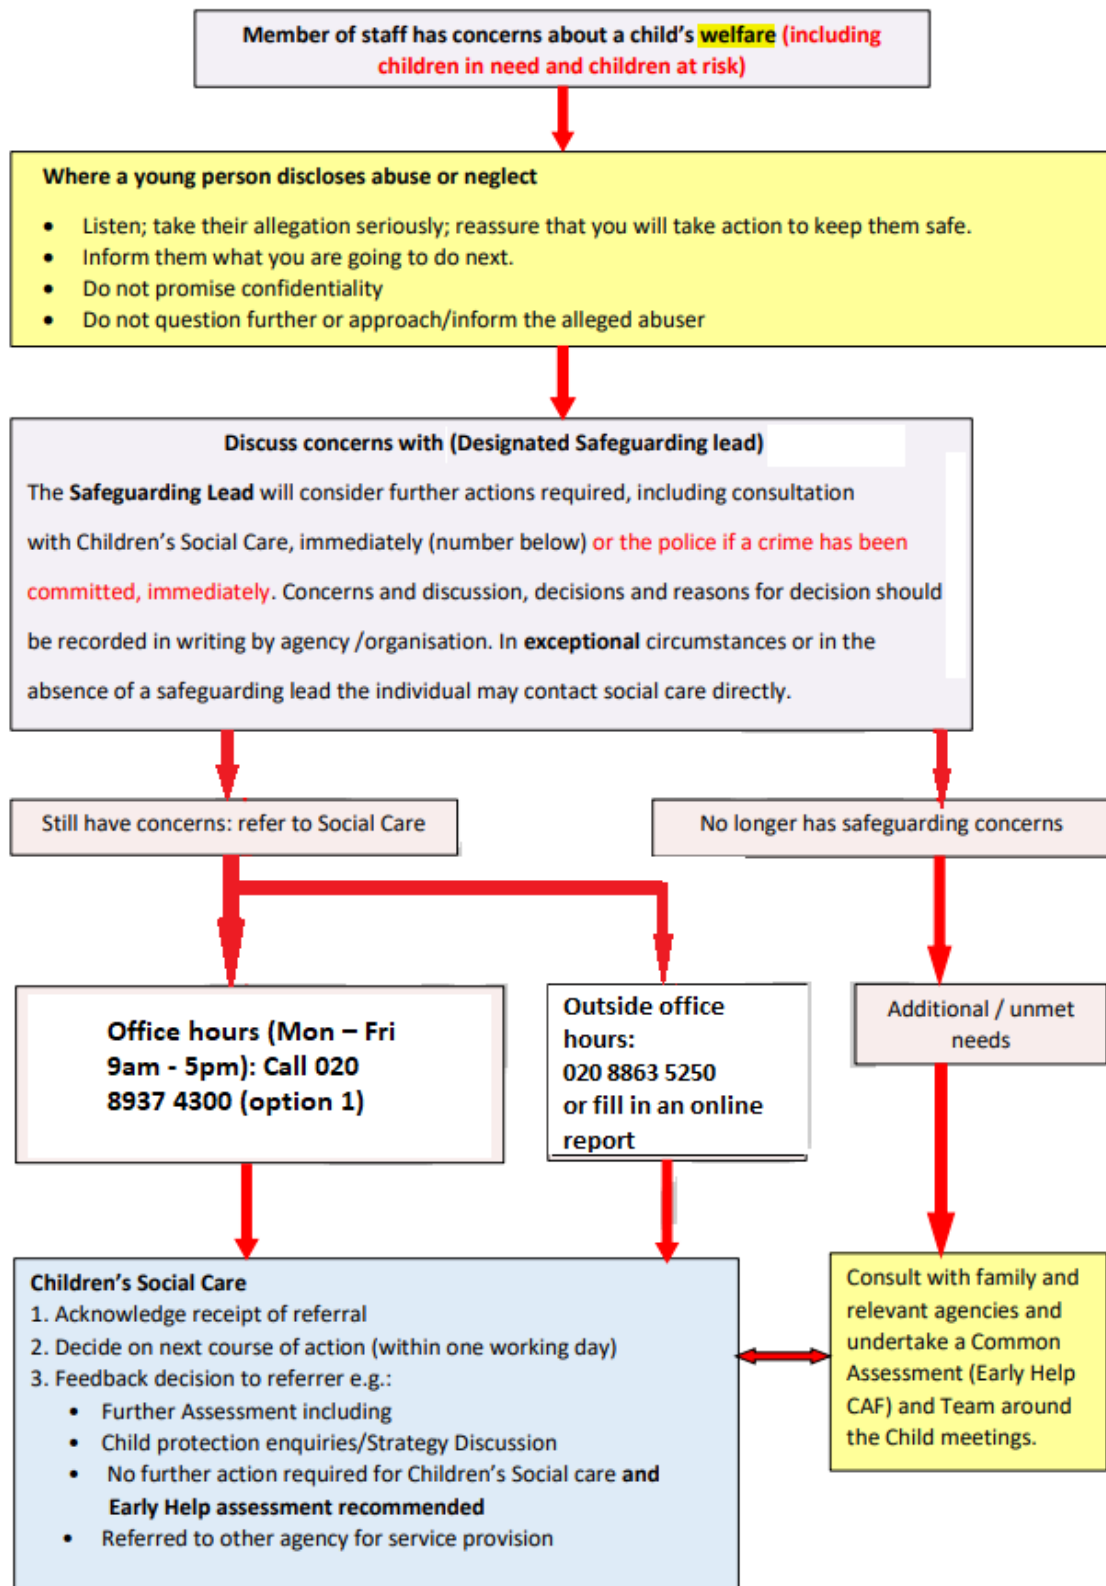 Member of staff has concerns about a child's welfare (including
children in need and children at risk)
Where a young person discloses abuse or neglect
• Listen; take their allegation seriously; reassure that you will take action to keep them safe.
• Inform them what you are going to do next.
• Do not promise confidentiality
• Do not question further or approach/inform the alleged abuser
Discuss concerns with (Designated Safeguarding lead)
The Safeguarding Lead will consider further actions required, including consultation
with Children's Social Care, immediately (number below) or the police if a crime has been
committed, immediately. Concerns and discussion, decisions and reasons for decision should
be recorded in writing by agency /organisation. In exceptional circumstances or in the
absence of a safeguarding lead the individual may contact social care directly.
Still have concerns: refer to Social Care
No longer has safeguarding concerns
Office hours (Mon – Fri
9am - 5pm): Call 020
8937 4300 (option 1)
Outside office
hours:
020 8863 5250
or fill in an online
report
Additional / unmet
needs
Children's Social Care
1. Acknowledge receipt of referral
2. Decide on next course of action (within one working day)
3. Feedback decision to referrer e.g.:
• Further Assessment including
• Child protection enquiries/Strategy Discussion
• No further action required for Children's Social care and
Early Help assessment recommended
• Referred to other agency for service provision
Consult with family and
relevant agencies and
undertake a Common
Assessment (Early Help
CAF) and Team around
the Child meetings.